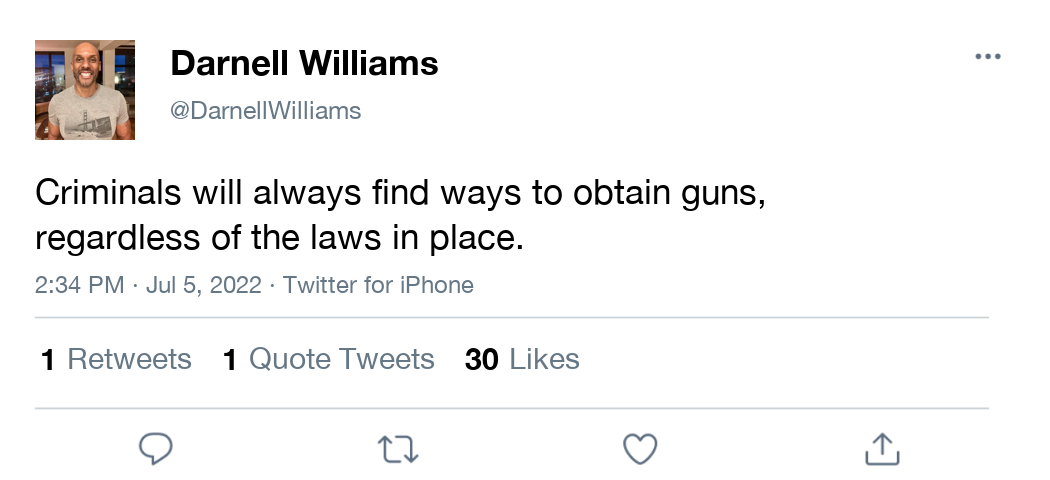 Darnell Williams
@DarnellWilliams
Criminals will always find ways to obtain guns,
regardless of the laws in place.
2:34 PM · Jul 5, 2022 · Twitter for iPhone
1 Retweets 1 Quote Tweets 30 Likes